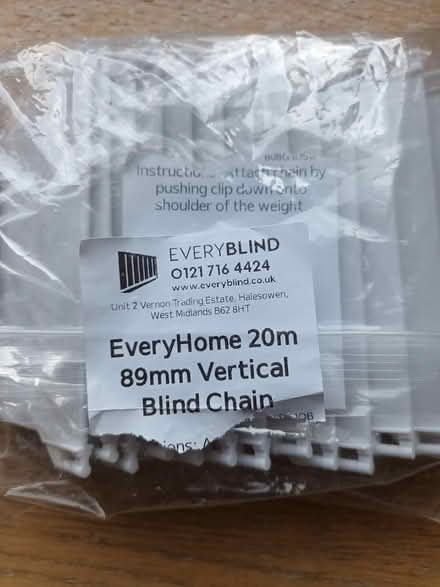 Attach chain by
pushing clip down onto
shoulder of the weight
EVERYBLIND
0121 716 4424
www.everyblind.co.uk
Unit 2 Vernon Trading Estate, Halesowen,
West Midlands B62 8HT
EveryHome 20m
89mm Vertical
Blind Chain